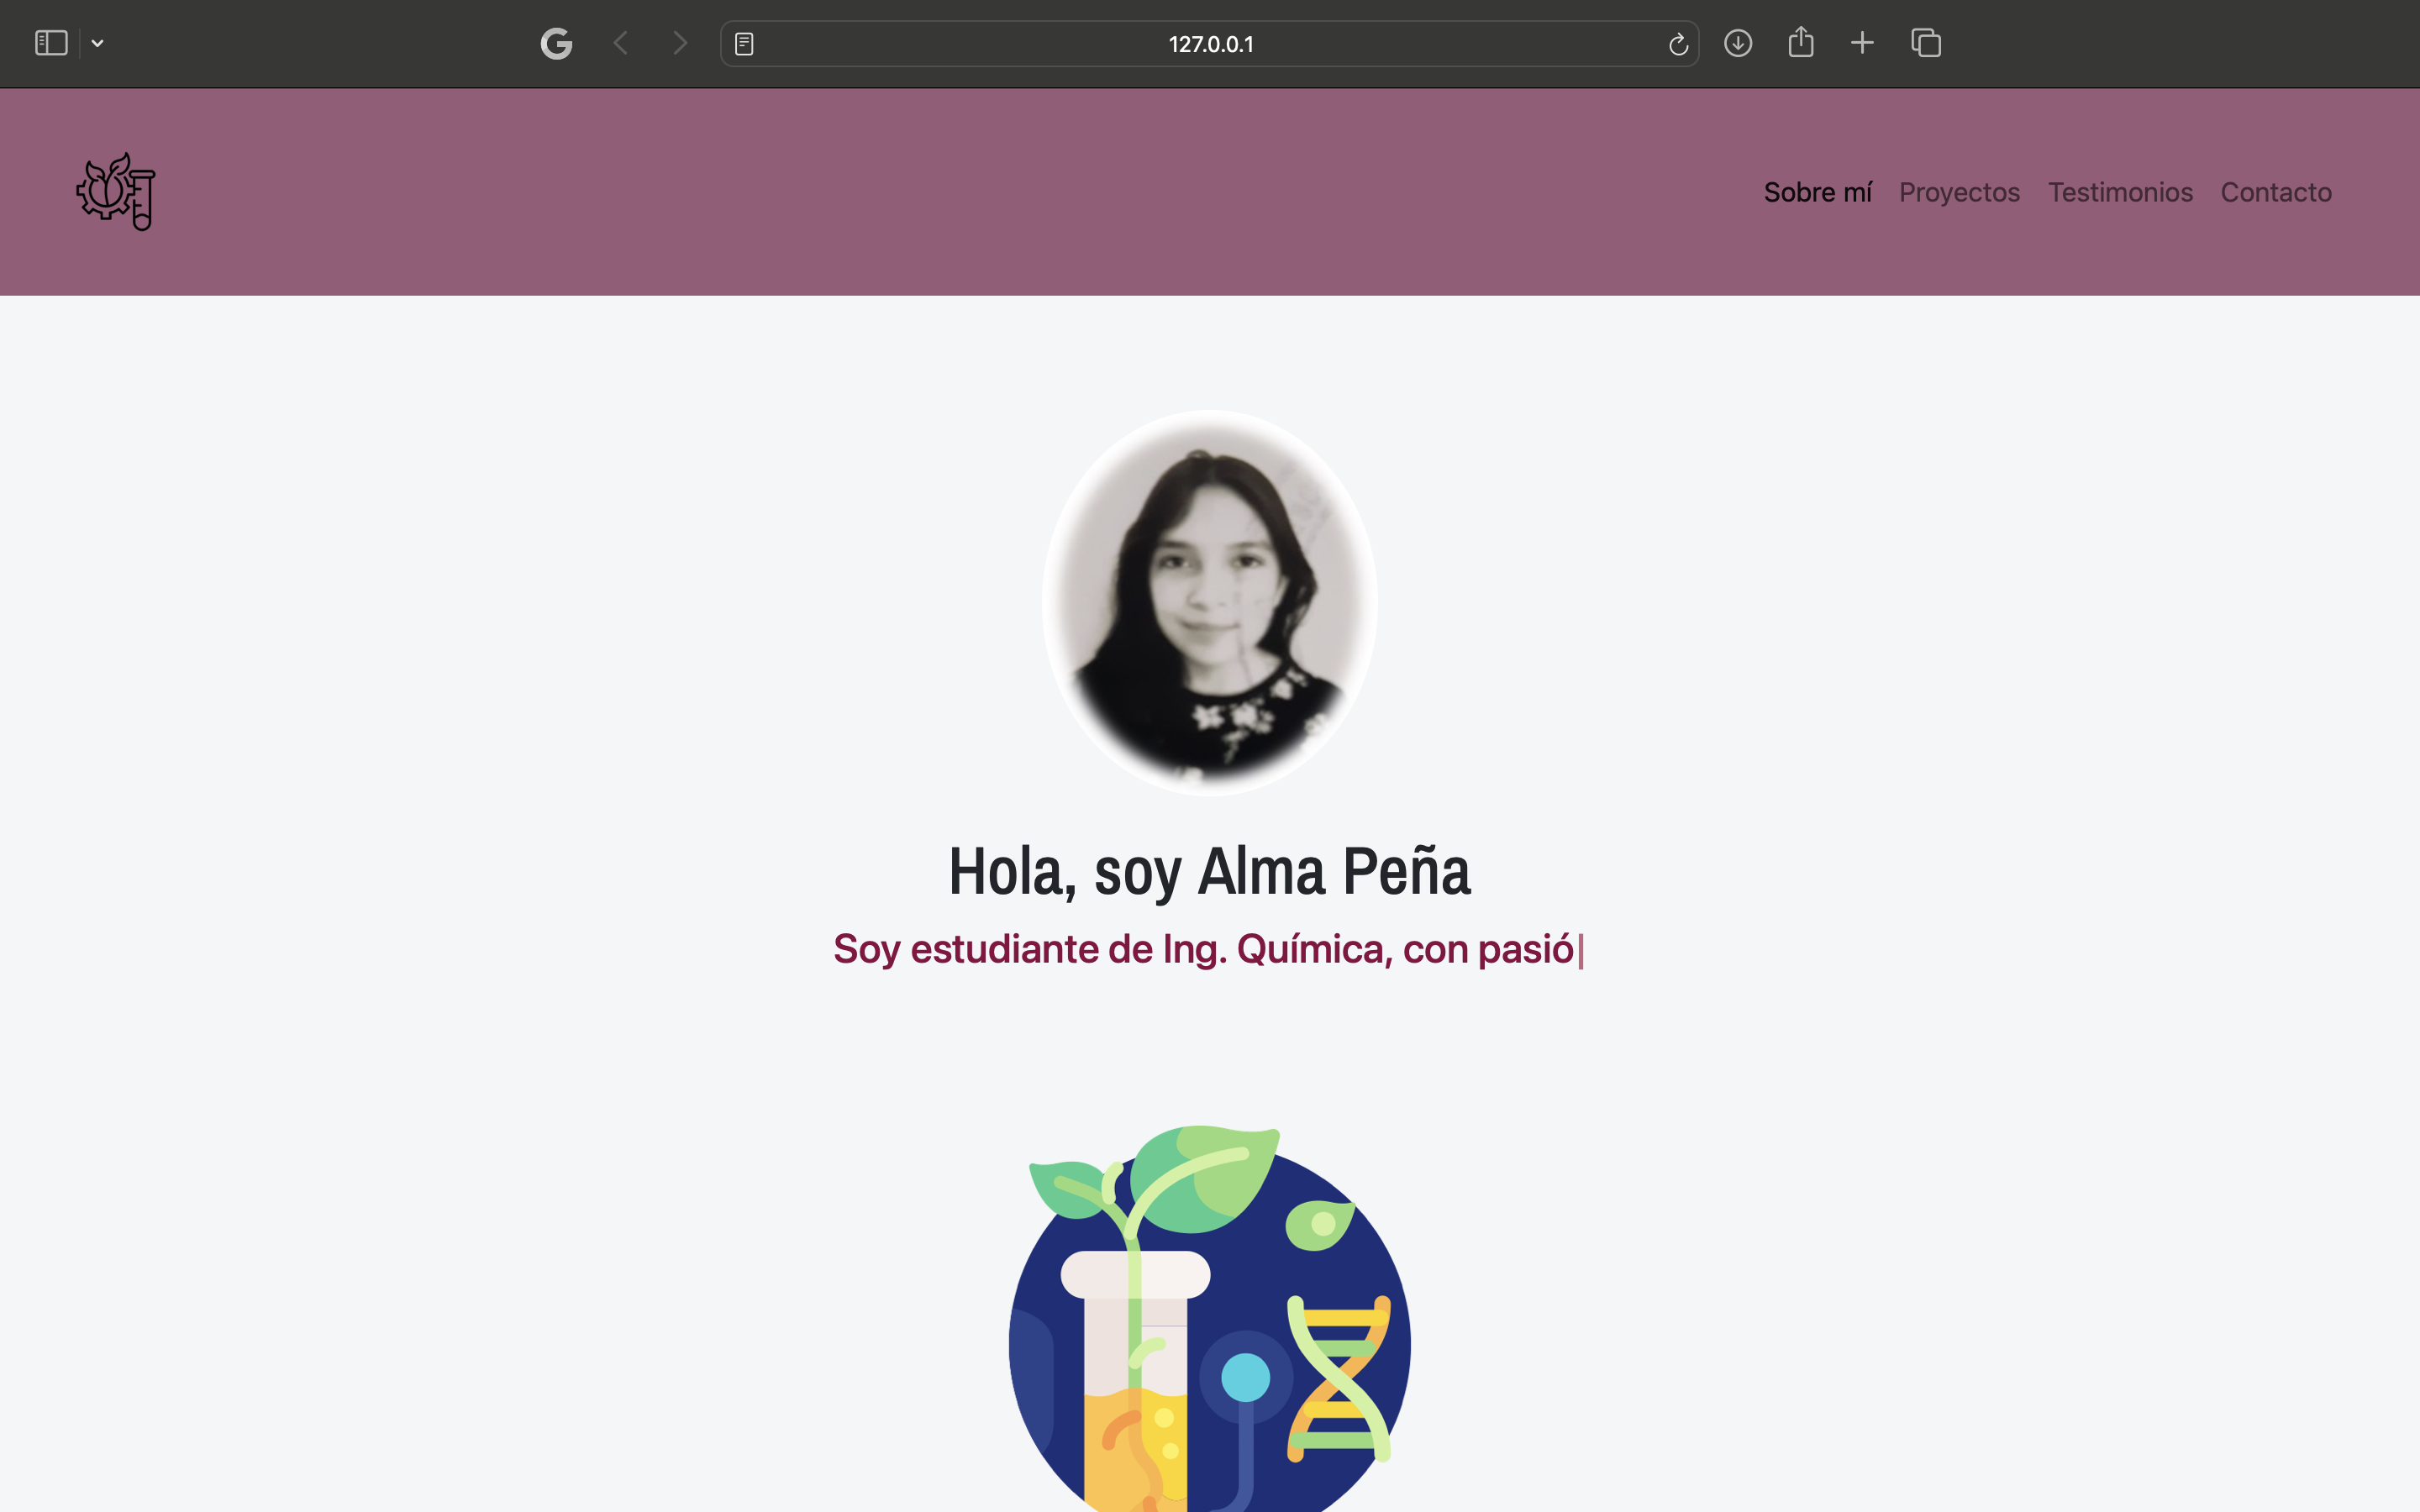 127.0.0.1
Sobre mí Proyectos Testimonios Contacto
Hola, soy Alma Peña
Soy estudiante de Ing. Química, con pasió